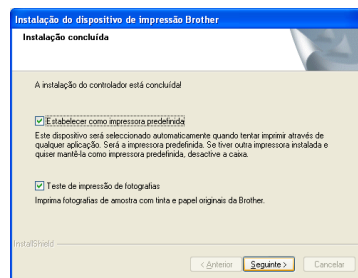 Instalação do dispositivo de impressão Brother
Instalação concluída
A instalação do controlador está concluída!
Estabelecer como impressora predefinida
Este dispositivo será seleccionado automaticamente quando tentar imprimir através de
qualquer aplicação. Será a impressora predefinida. Se tiver outra impressora instalada e
quiser mantê-la como impressora predefinida, desactive a caixa.
Teste de impressão de fotografias
Imprima fotografias de amostra com tinta e papel originais da Brother.
InstallShield
< Anterior Seguinte > Cancelar